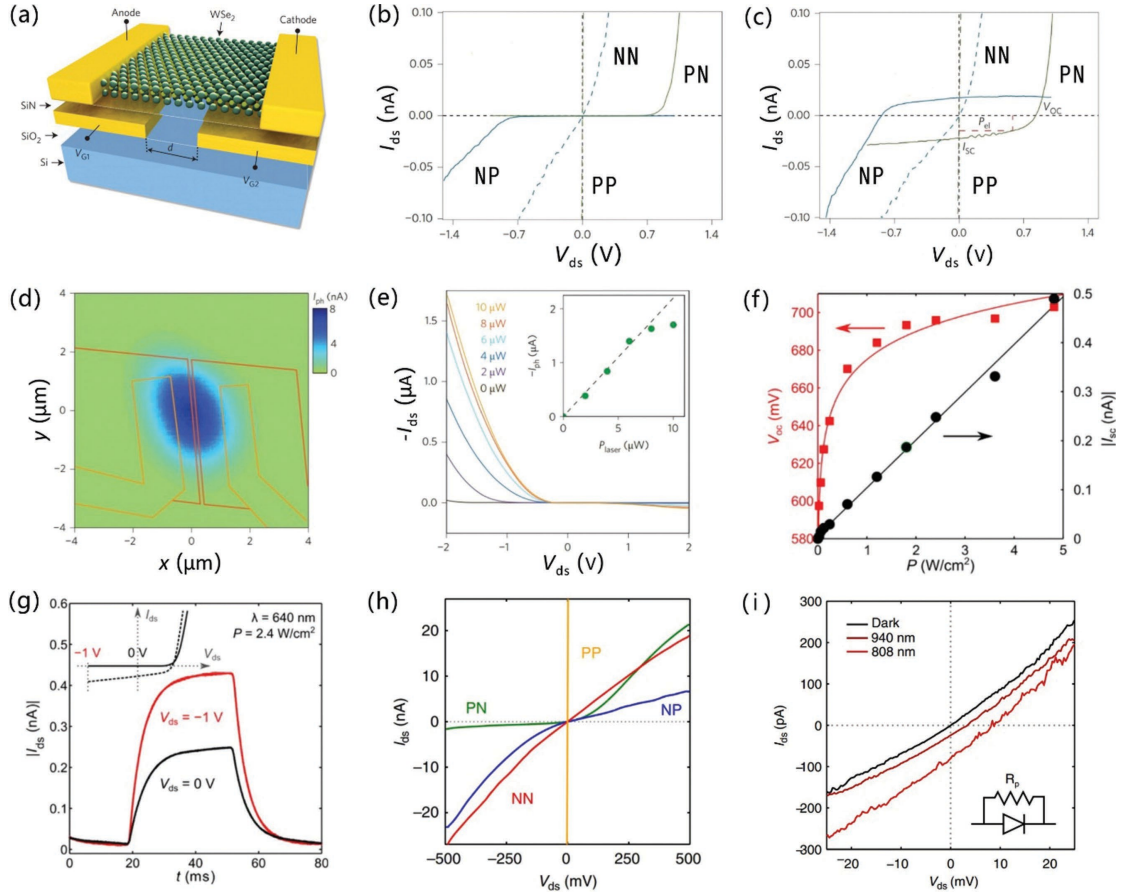 (a)
Anode
WSe2
Cathode
SiN
SiO2
Si
VG1
d
VG2
(b)
Ids (nA)
0.10
0.05
0.00
−0.05
−0.10
NN
PN
NP
PP
−1.4
−0.7
0.0
0.7
1.4
Vds (V)
(c)
Ids (nA)
0.10
0.05
0.00
−0.05
−0.10
NN
PN
VOC
Pel
ISC
NP
PP
−1.4
−0.7
0.0
0.7
1.4
Vds (V)
(d)
Iph (nA)
8
4
0
y (μm)
4
2
0
−2
−4
−4
−2
0
2
4
x (μm)
(e)
-Ids (μA)
1.5
1.0
0.5
0.0
10 μW
8 μW
6 μW
4 μW
2 μW
0 μW
−Iph (μA)
2
1
0
0
5
10
Plaser (μW)
−2
−1
0
1
2
Vds (V)
(f)
Voc (mV)
700
680
660
640
620
600
580
|Isc (nA)|
0.5
0.4
0.3
0.2
0.1
0
0
1
2
3
4
5
P (W/cm2)
(g)
|Ids (nA)|
0.6
0.5
0.4
0.3
0.2
0.1
0
Ids
−1 V
0 V
Vds
λ = 640 nm
P = 2.4 W/cm2
Vds = −1 V
Vds = 0 V
0
20
40
60
80
t (ms)
(h)
Ids (nA)
20
10
0
−10
−20
PP
PN
NP
NN
−500
−250
0
250
500
Vds (mV)
(i)
Ids (pA)
300
200
100
0
−100
−200
−300
Dark
940 nm
808 nm
Rp
−20
−10
0
10
20
Vds (mV)